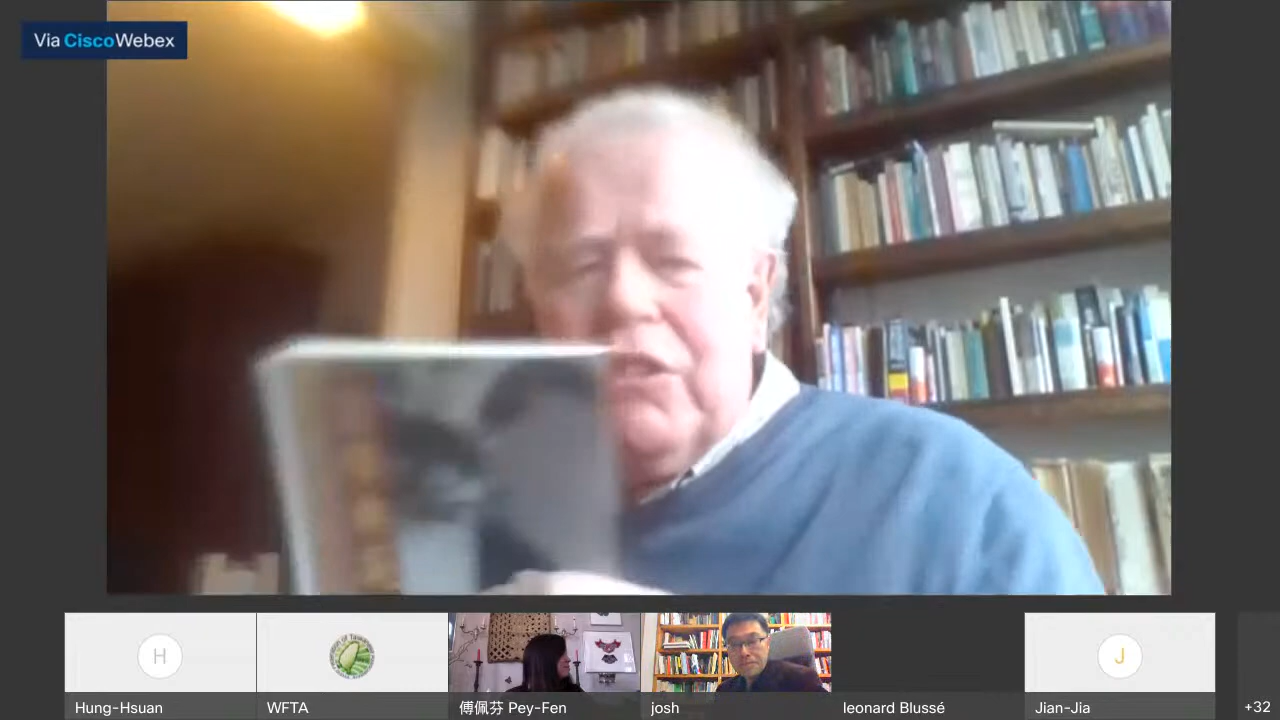 Via CiscoWebex
H
WFTA
J
Hung-Hsuan
傅佩芬 Pey-Fen
josh
leonard Blussé
Jian-Jia
+32